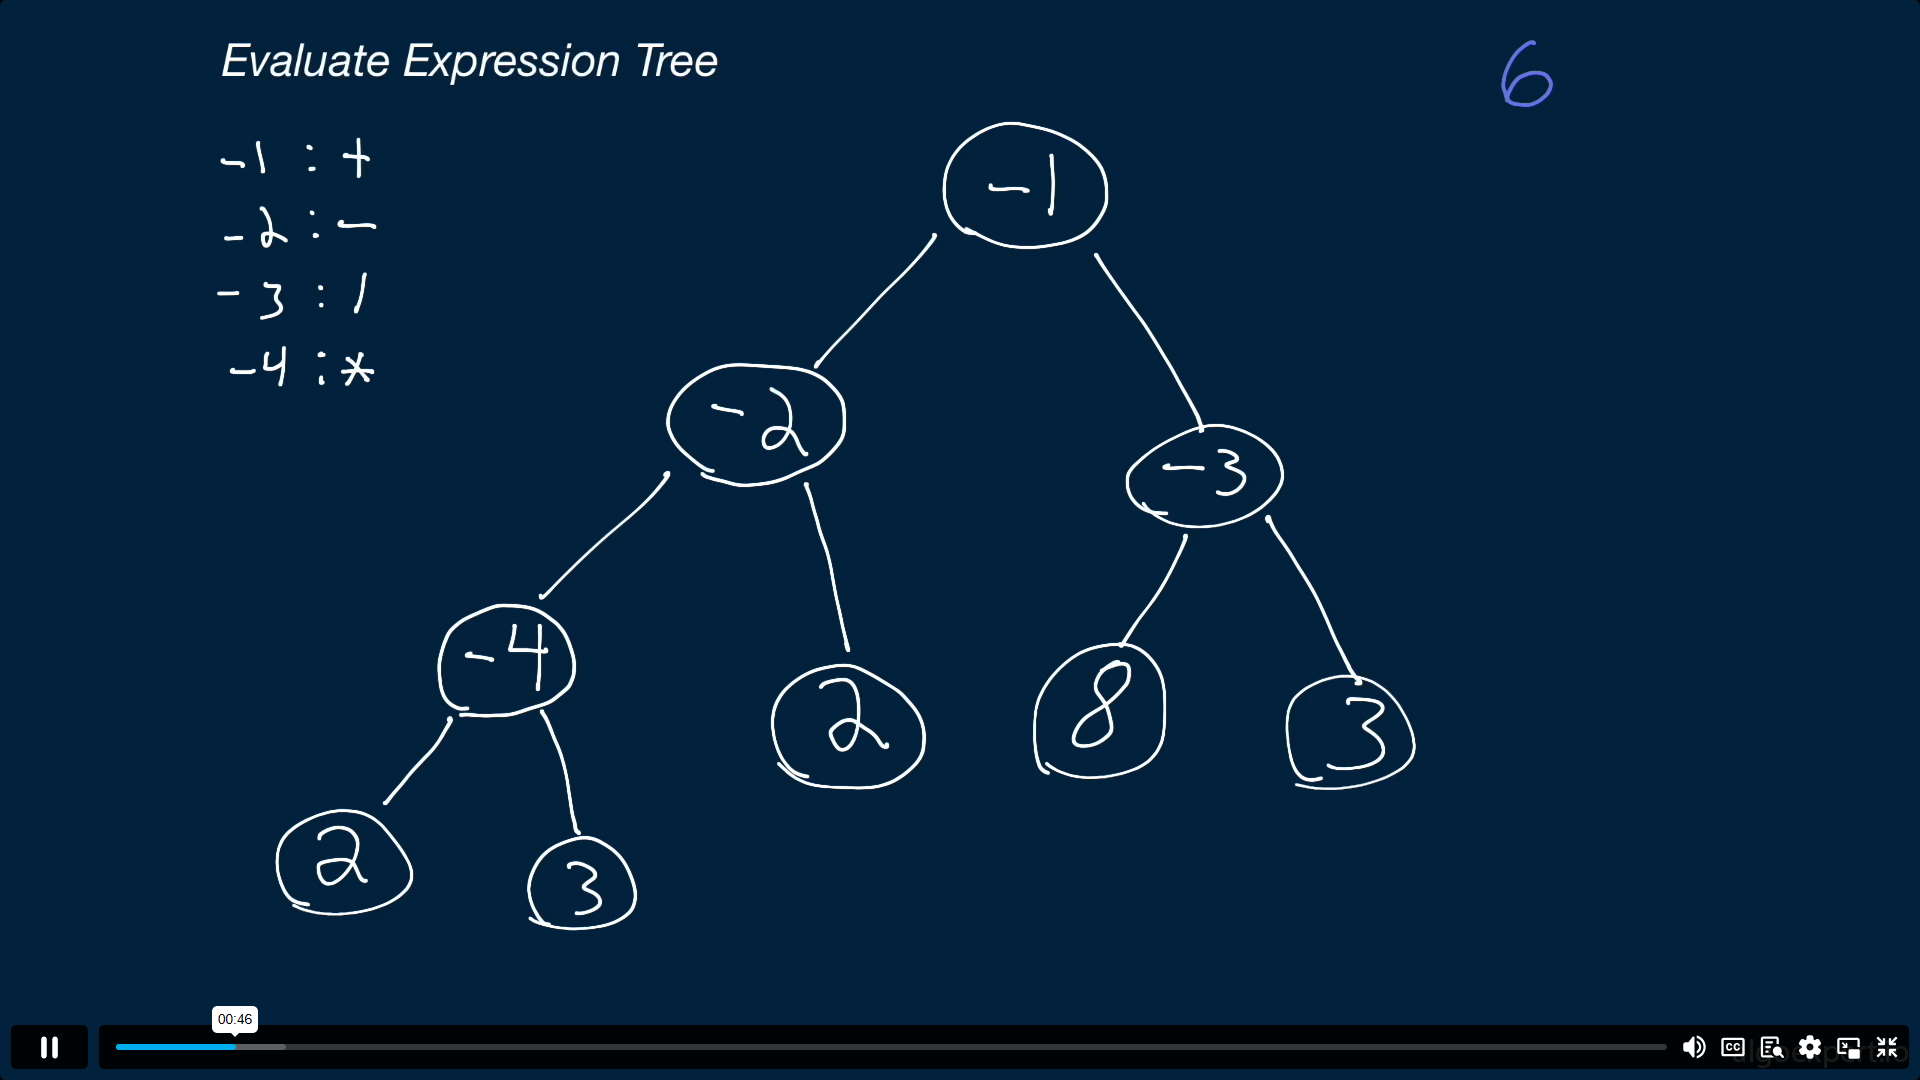 Evaluate Expression Tree
6
-1 : +
-2 : -
-3 : /
-4 : *
-1
-2
-3
-4
2
8
3
2
3
00:46
CC